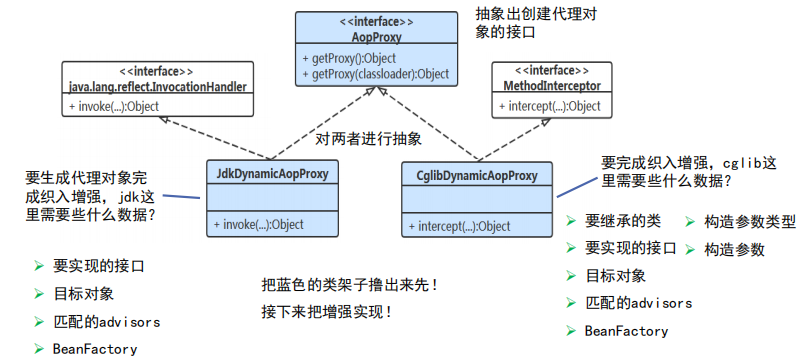 抽象出创建代理对
象的接口
<<interface>>
AopProxy
+ getProxy():Object
+ getProxy(classloader):Object
<<interface>>
java.lang.reflect.InvocationHandler
+ invoke(...):Object
<<interface>>
MethodInterceptor
+ intercept(...):Object
对两者进行抽象
要生成代理对象完
成织入增强，jdk这
里需要些什么数据？
JdkDynamicAopProxy
+ invoke(...):Object
CglibDynamicAopProxy
+ intercept(...):Object
要完成织入增强，cglib这
里需要些什么数据？
要实现的接口
目标对象
匹配的advisors
BeanFactory
把蓝色的类架子撸出来先！
接下来把增强实现！
要继承的类
要实现的接口
目标对象
匹配的advisors
BeanFactory
构造参数类型
构造参数